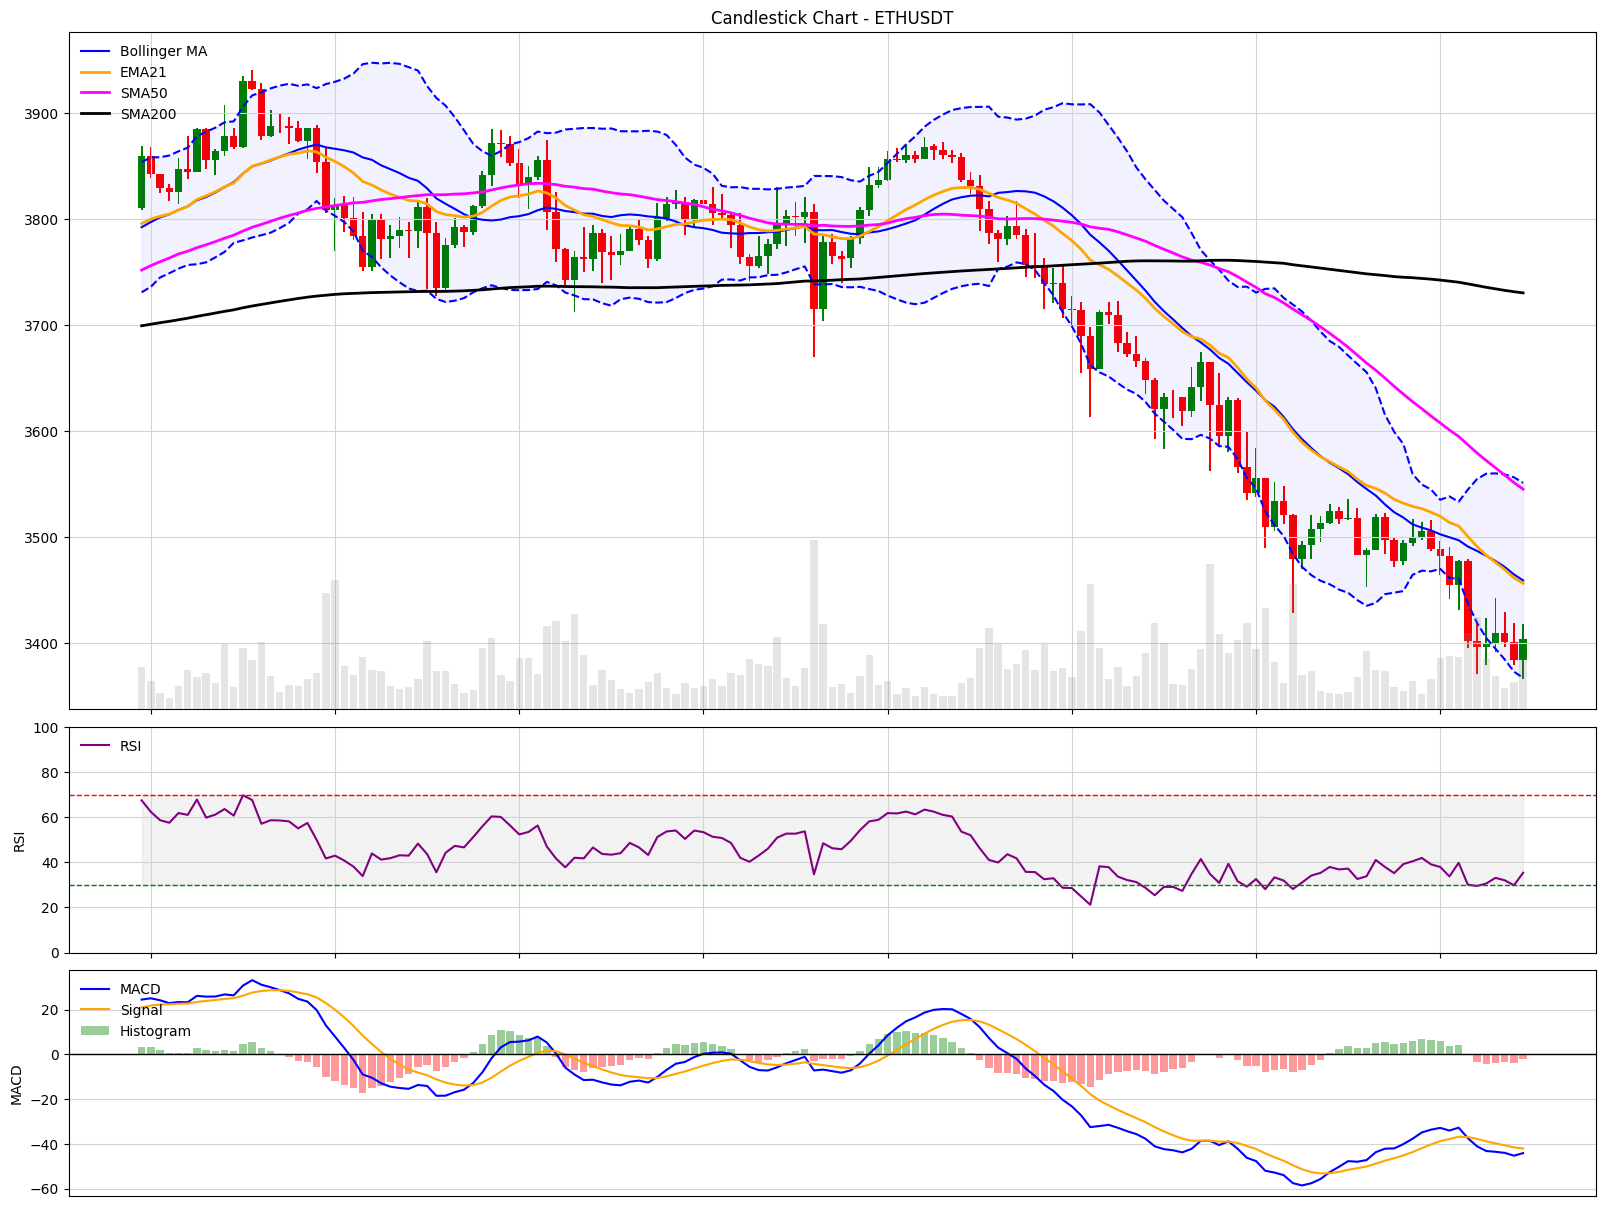 Candlestick Chart - ETHUSDT
Bollinger MA
EMA21
SMA50
SMA200
3900
3800
3700
3600
3500
3400
RSI
100
80
60
40
20
0
RSI
MACD
Signal
Histogram
20
0
−20
−40
−60
MACD